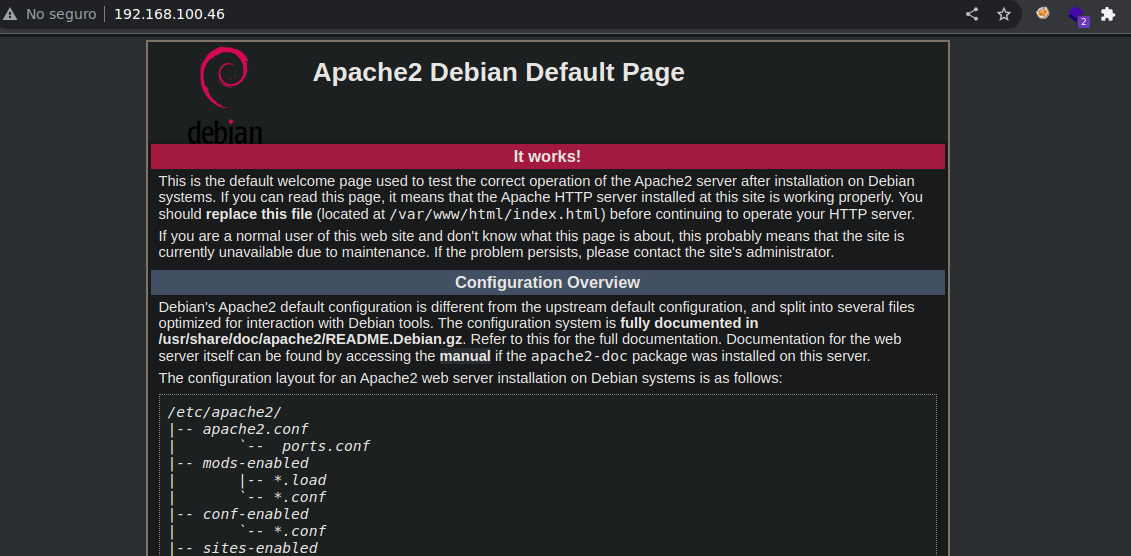 No seguro 192.168.100.46
2
debian
Apache2 Debian Default Page
It works!
This is the default welcome page used to test the correct operation of the Apache2 server after installation on Debian
systems. If you can read this page, it means that the Apache HTTP server installed at this site is working properly. You
should replace this file (located at /var/www/html/index.html) before continuing to operate your HTTP server.
If you are a normal user of this web site and don't know what this page is about, this probably means that the site is
currently unavailable due to maintenance. If the problem persists, please contact the site's administrator.
Configuration Overview
Debian's Apache2 default configuration is different from the upstream default configuration, and split into several files
optimized for interaction with Debian tools. The configuration system is fully documented in
/usr/share/doc/apache2/README.Debian.gz. Refer to this for the full documentation. Documentation for the web
server itself can be found by accessing the manual if the apache2-doc package was installed on this server.
The configuration layout for an Apache2 web server installation on Debian systems is as follows:
/etc/apache2/
|-- apache2.conf
|       `--  ports.conf
|-- mods-enabled
|       |-- *.load
|       `-- *.conf
|-- conf-enabled
|       `-- *.conf
|-- sites-enabled